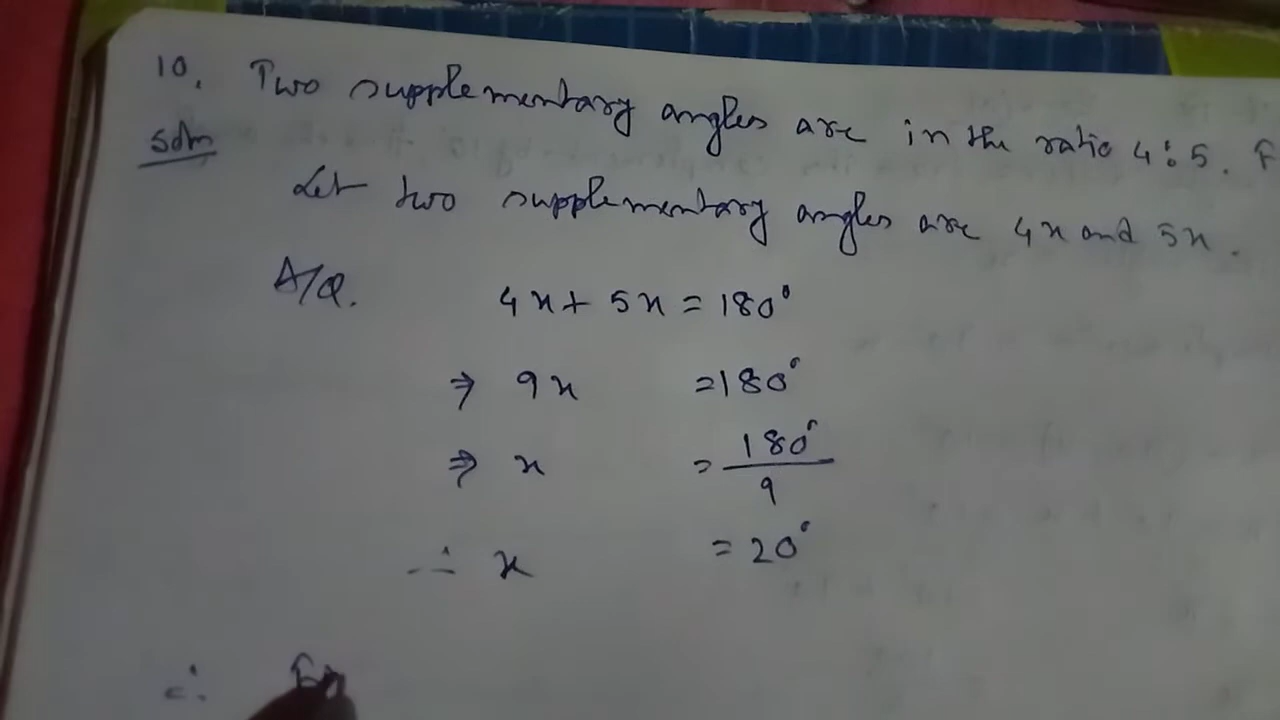 10. Two supplementary angles are in the ratio 4:5. F
Soln
Let two supplementary angles are 4x and 5x.
A/Q. 4x + 5x = 180°
⇒ 9x = 180°
⇒ x = 180° / 9
∴ x = 20°
∴